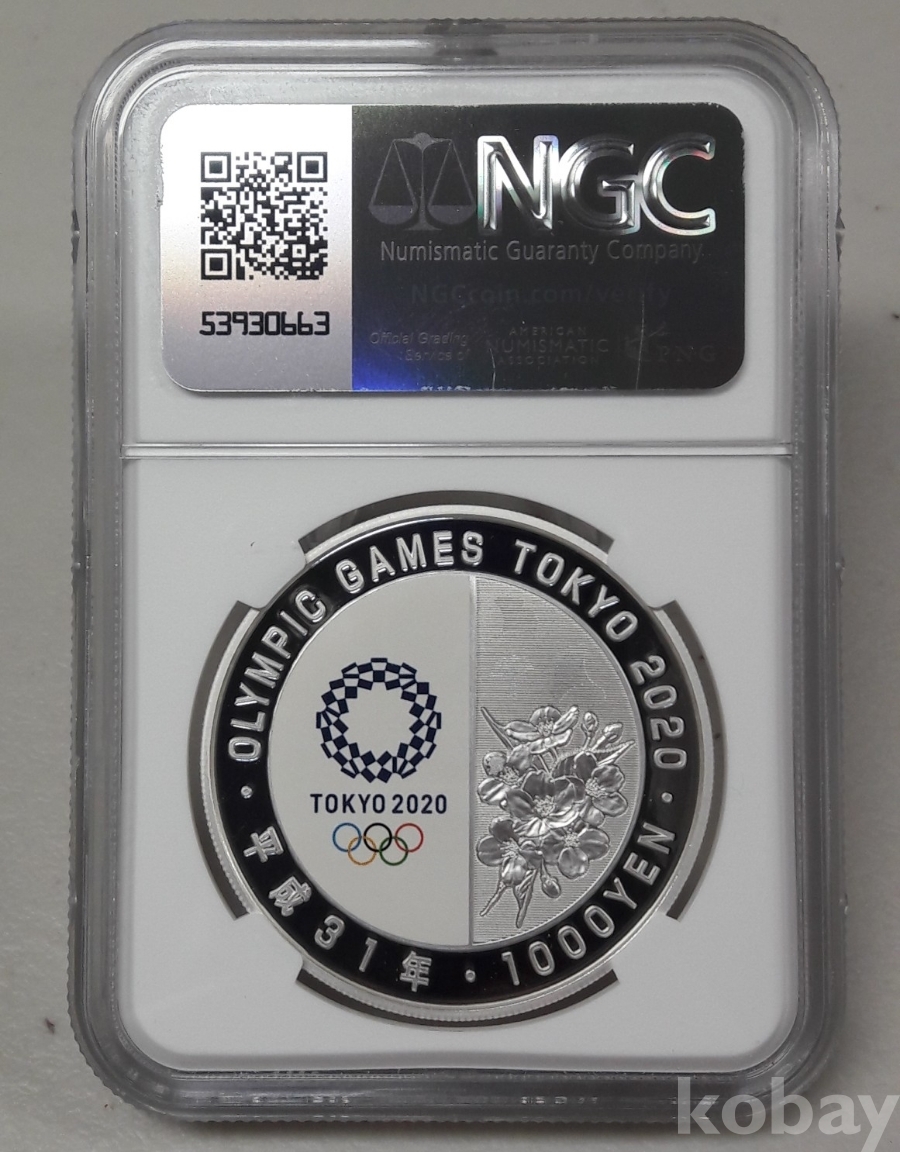 NGC
Numismatic Guaranty Company
NGCcoin.com/verify
53930663
Official Grading
Service of
AMERICAN
NUMISMATIC
ASSOCIATION
PNG
· OLYMPIC GAMES TOKYO 2020 ·
TOKYO 2020
平成31年 · 1000YEN
kobay